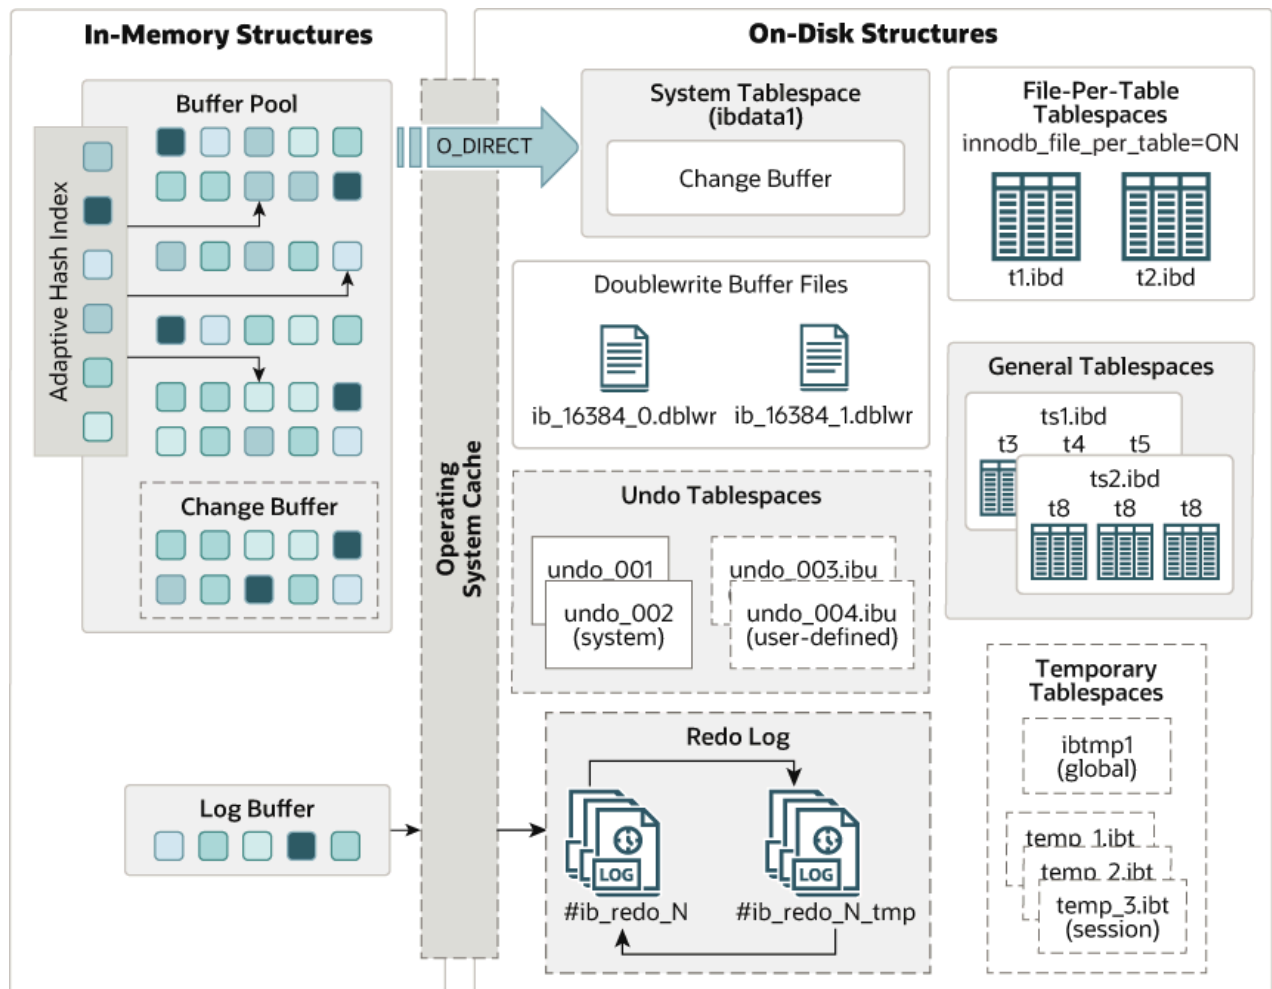 In-Memory Structures
Buffer Pool
Adaptive Hash Index
Change Buffer
Log Buffer
Operating
System Cache
O_DIRECT
On-Disk Structures
System Tablespace
(ibdata1)
Change Buffer
Doublewrite Buffer Files
ib_16384_0.dblwr
ib_16384_1.dblwr
Undo Tablespaces
undo_001
undo_002
(system)
undo_003.ibu
undo_004.ibu
(user-defined)
Redo Log
LOG
LOG
#ib_redo_N
#ib_redo_N_tmp
File-Per-Table
Tablespaces
innodb_file_per_table=ON
t1.ibd
t2.ibd
General Tablespaces
ts1.ibd
t3 t4 t5
ts2.ibd
t8 t8 t8
Temporary
Tablespaces
ibtmp1
(global)
temp_1.ibt
temp_2.ibt
temp_3.ibt
(session)